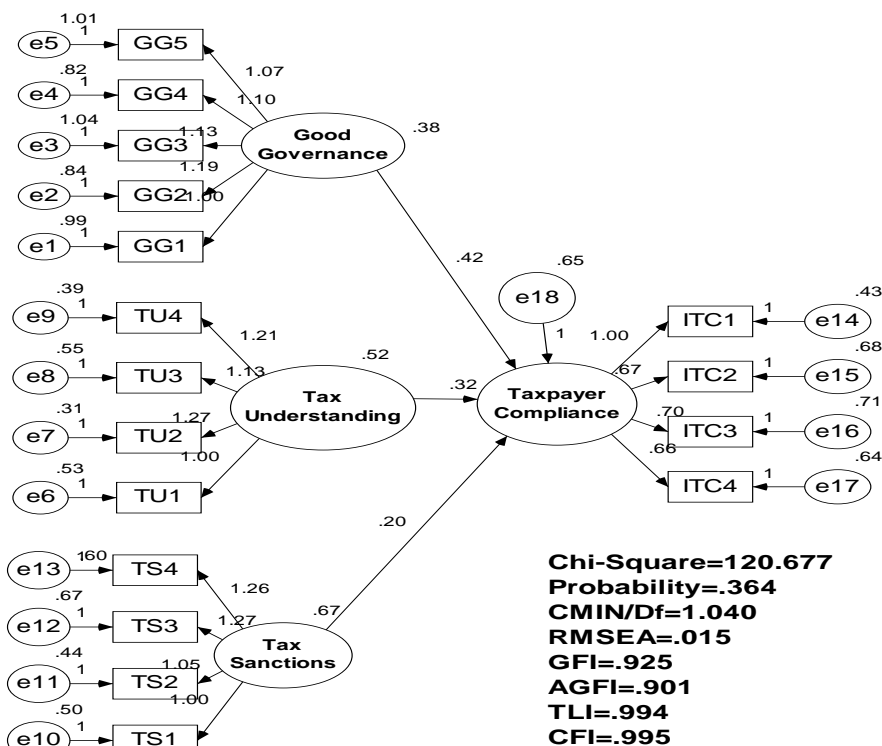 1.01
e5 1 GG5
1.07
.82
e4 1 GG4
1.10
1.04
e3 1 GG3 1.13
Good
Governance
.38
.84
e2 1 GG2
1.19
1.00
.99
e1 1 GG1
.42
.65
e18
1
.39
e9 1 TU4
1.21
.55
e8 1 TU3
1.13
.52
Tax
Understanding
.32
.31
e7 1 TU2
1.27
1.00
.53
e6 1 TU1
Taxpayer
Compliance
1.00
ITC1 1 e14 .43
.67
ITC2 1 e15 .68
.70
ITC3 1 e16 .71
.66
ITC4 1 e17 .64
.20
e13 1 .60 TS4
1.26
.67
e12 1 TS3
1.27
.67
Tax
Sanctions
.44
e11 1 TS2
1.05
1.00
.50
e10 1 TS1
Chi-Square=120.677
Probability=.364
CMIN/Df=1.040
RMSEA=.015
GFI=.925
AGFI=.901
TLI=.994
CFI=.995